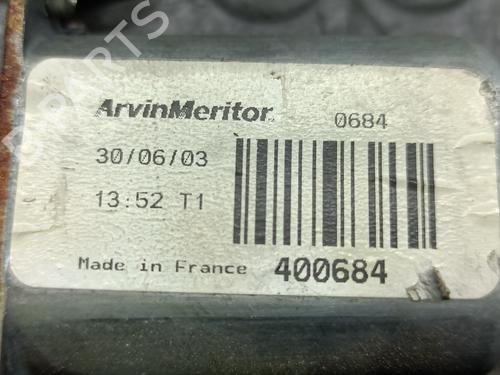 ArvinMeritor. 0684
30/06/03
13:52 T1
Made in France 400684